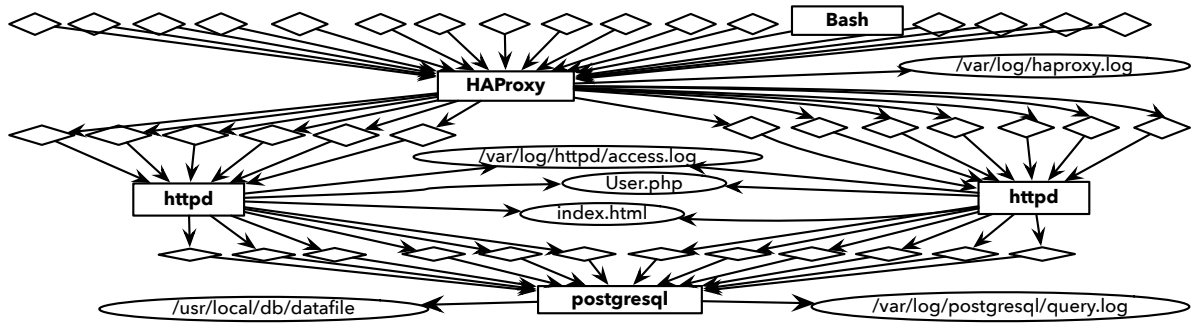 Bash
/var/log/haproxy.log
HAProxy
/var/log/httpd/access.log
User.php
httpd
httpd
index.html
postgresql
/usr/local/db/datafile
/var/log/postgresql/query.log